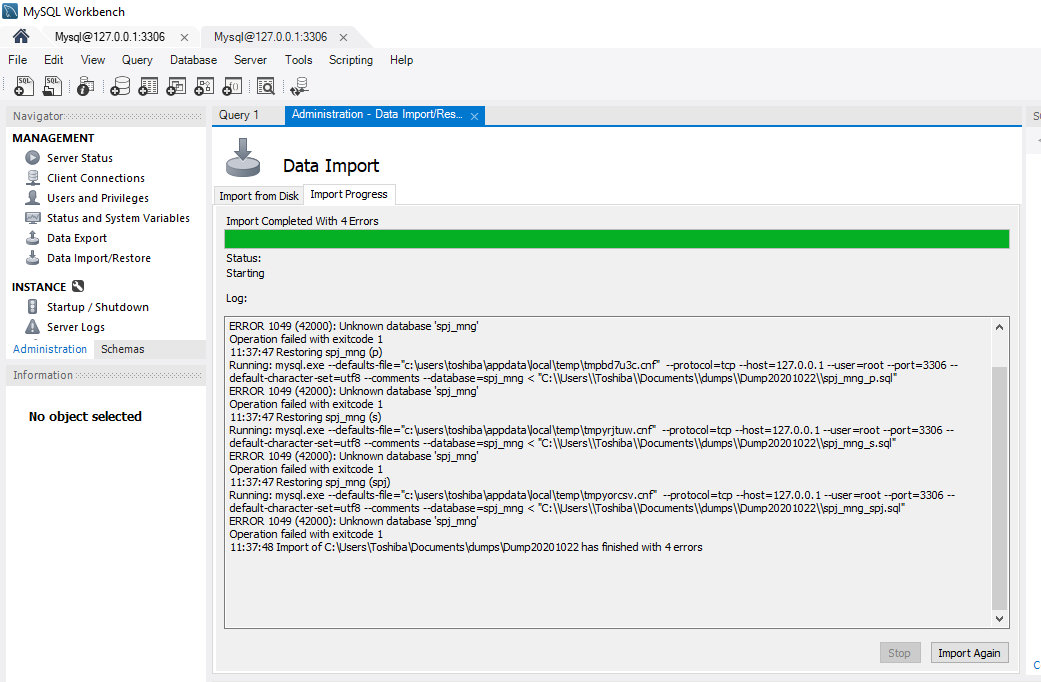 MySQL Workbench
Mysql@127.0.0.1:3306 × Mysql@127.0.0.1:3306 ×
File Edit View Query Database Server Tools Scripting Help
SQL SQL
Navigator
MANAGEMENT
Server Status
Client Connections
Users and Privileges
Status and System Variables
Data Export
Data Import/Restore
INSTANCE
Startup / Shutdown
Server Logs
Administration Schemas
Information
No object selected
Query 1 Administration - Data Import/Res... ×
Data Import
Import from Disk Import Progress
Import Completed With 4 Errors
Status:
Starting
Log:
ERROR 1049 (42000): Unknown database 'spj_mng'
Operation failed with exitcode 1
11:37:47 Restoring spj_mng (p)
Running: mysql.exe --defaults-file="c:\users\toshiba\appdata\local\temp\tmpbd7u3c.cnf" --protocol=tcp --host=127.0.0.1 --user=root --port=3306 --
default-character-set=utf8 --comments --database=spj_mng < "C:\\Users\\Toshiba\\Documents\\dumps\\Dump20201022\\spj_mng_p.sql"
ERROR 1049 (42000): Unknown database 'spj_mng'
Operation failed with exitcode 1
11:37:47 Restoring spj_mng (s)
Running: mysql.exe --defaults-file="c:\users\toshiba\appdata\local\temp\tmpyrjtuw.cnf" --protocol=tcp --host=127.0.0.1 --user=root --port=3306 --
default-character-set=utf8 --comments --database=spj_mng < "C:\\Users\\Toshiba\\Documents\\dumps\\Dump20201022\\spj_mng_s.sql"
ERROR 1049 (42000): Unknown database 'spj_mng'
Operation failed with exitcode 1
11:37:47 Restoring spj_mng (spj)
Running: mysql.exe --defaults-file="c:\users\toshiba\appdata\local\temp\tmpyorcsv.cnf" --protocol=tcp --host=127.0.0.1 --user=root --port=3306 --
default-character-set=utf8 --comments --database=spj_mng < "C:\\Users\\Toshiba\\Documents\\dumps\\Dump20201022\\spj_mng_spj.sql"
ERROR 1049 (42000): Unknown database 'spj_mng'
Operation failed with exitcode 1
11:37:48 Import of C:\Users\Toshiba\Documents\dumps\Dump20201022 has finished with 4 errors
Stop Import Again